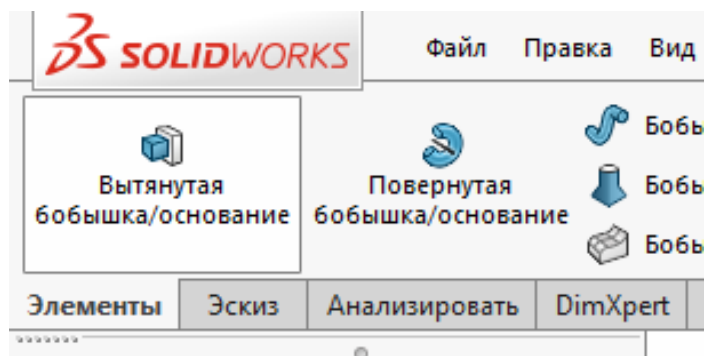 SOLIDWORKS Файл Правка Вид
Вытянутая
бобышка/основание
Повернутая
бобышка/основание
Элементы Эскиз Анализировать DimXpert